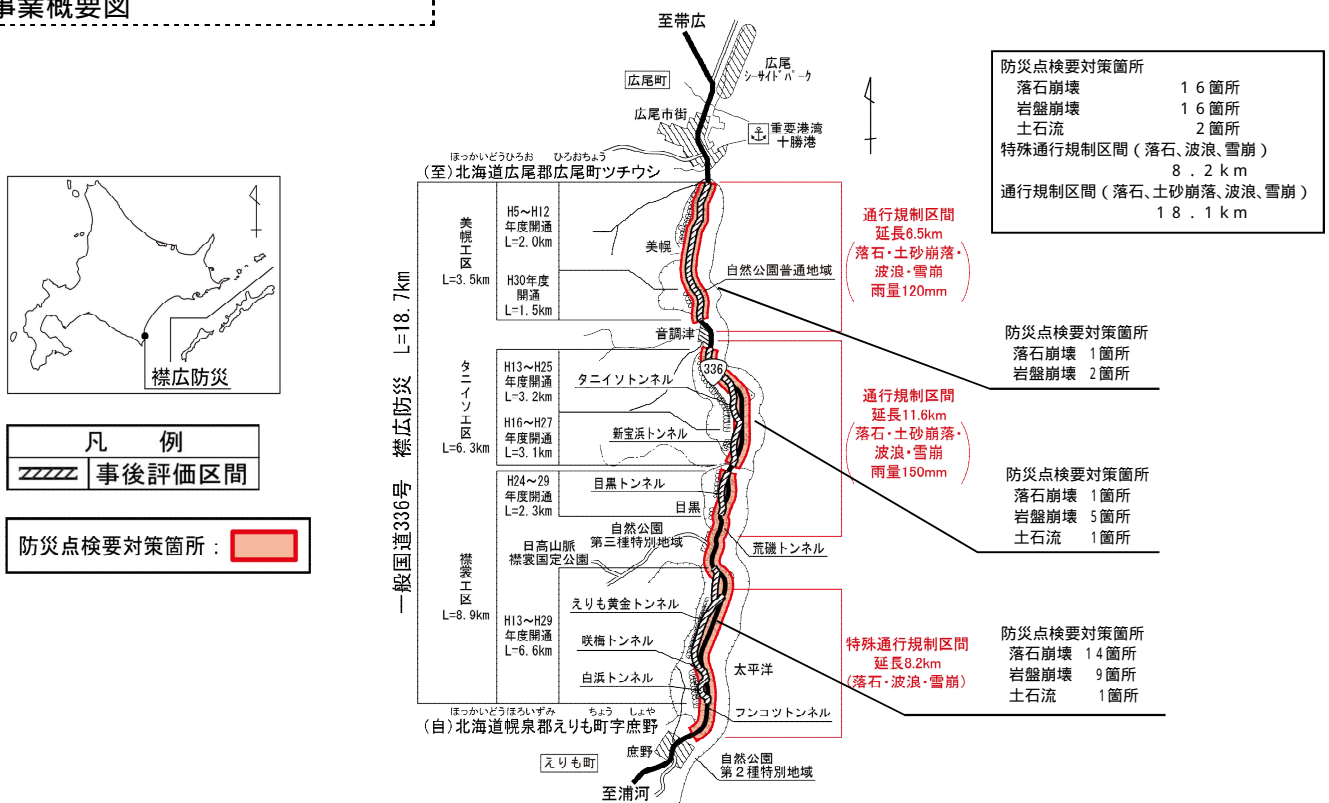 事業概要図
至帯広
広尾
シーサイドパーク
広尾町
広尾市街
重要港湾
十勝港
ほっかいどうひろお ひろおちょう
(至)北海道広尾郡広尾町ツチウシ
防災点検要対策箇所
落石崩壊 16箇所
岩盤崩壊 16箇所
土石流 2箇所
特殊通行規制区間(落石、波浪、雪崩)
8.2km
通行規制区間(落石、土砂崩落、波浪、雪崩)
18.1km
襟広防災
凡 例
事後評価区間
防災点検要対策箇所:
一般国道336号 襟広防災 L=18.7km
美幌工区
L=3.5km
H5~H12
年度開通
L=2.0km
H30年度
開通
L=1.5km
美幌
自然公園普通地域
音調津
通行規制区間
延長6.5km
(落石・土砂崩落・
波浪・雪崩
雨量120mm)
防災点検要対策箇所
落石崩壊 1箇所
岩盤崩壊 2箇所
タニイソ工区
L=6.3km
H13~H25
年度開通
L=3.2km
H16~H27
年度開通
L=3.1km
336
タニイソトンネル
新宝浜トンネル
通行規制区間
延長11.6km
(落石・土砂崩落・
波浪・雪崩
雨量150mm)
防災点検要対策箇所
落石崩壊 1箇所
岩盤崩壊 5箇所
土石流 1箇所
襟裳工区
L=8.9km
H24~29
年度開通
L=2.3km
目黒トンネル
目黒
自然公園
第三種特別地域
日高山脈
襟裳国定公園
荒磯トンネル
H13~H29
年度開通
L=6.6km
えりも黄金トンネル
咲梅トンネル
白浜トンネル
フンコツトンネル
太平洋
特殊通行規制区間
延長8.2km
(落石・波浪・雪崩)
防災点検要対策箇所
落石崩壊 14箇所
岩盤崩壊 9箇所
土石流 1箇所
ほっかいどうほろいずみ ちょう しょや
(自)北海道幌泉郡えりも町字庶野
庶野
えりも町
自然公園
第2種特別地域
至浦河